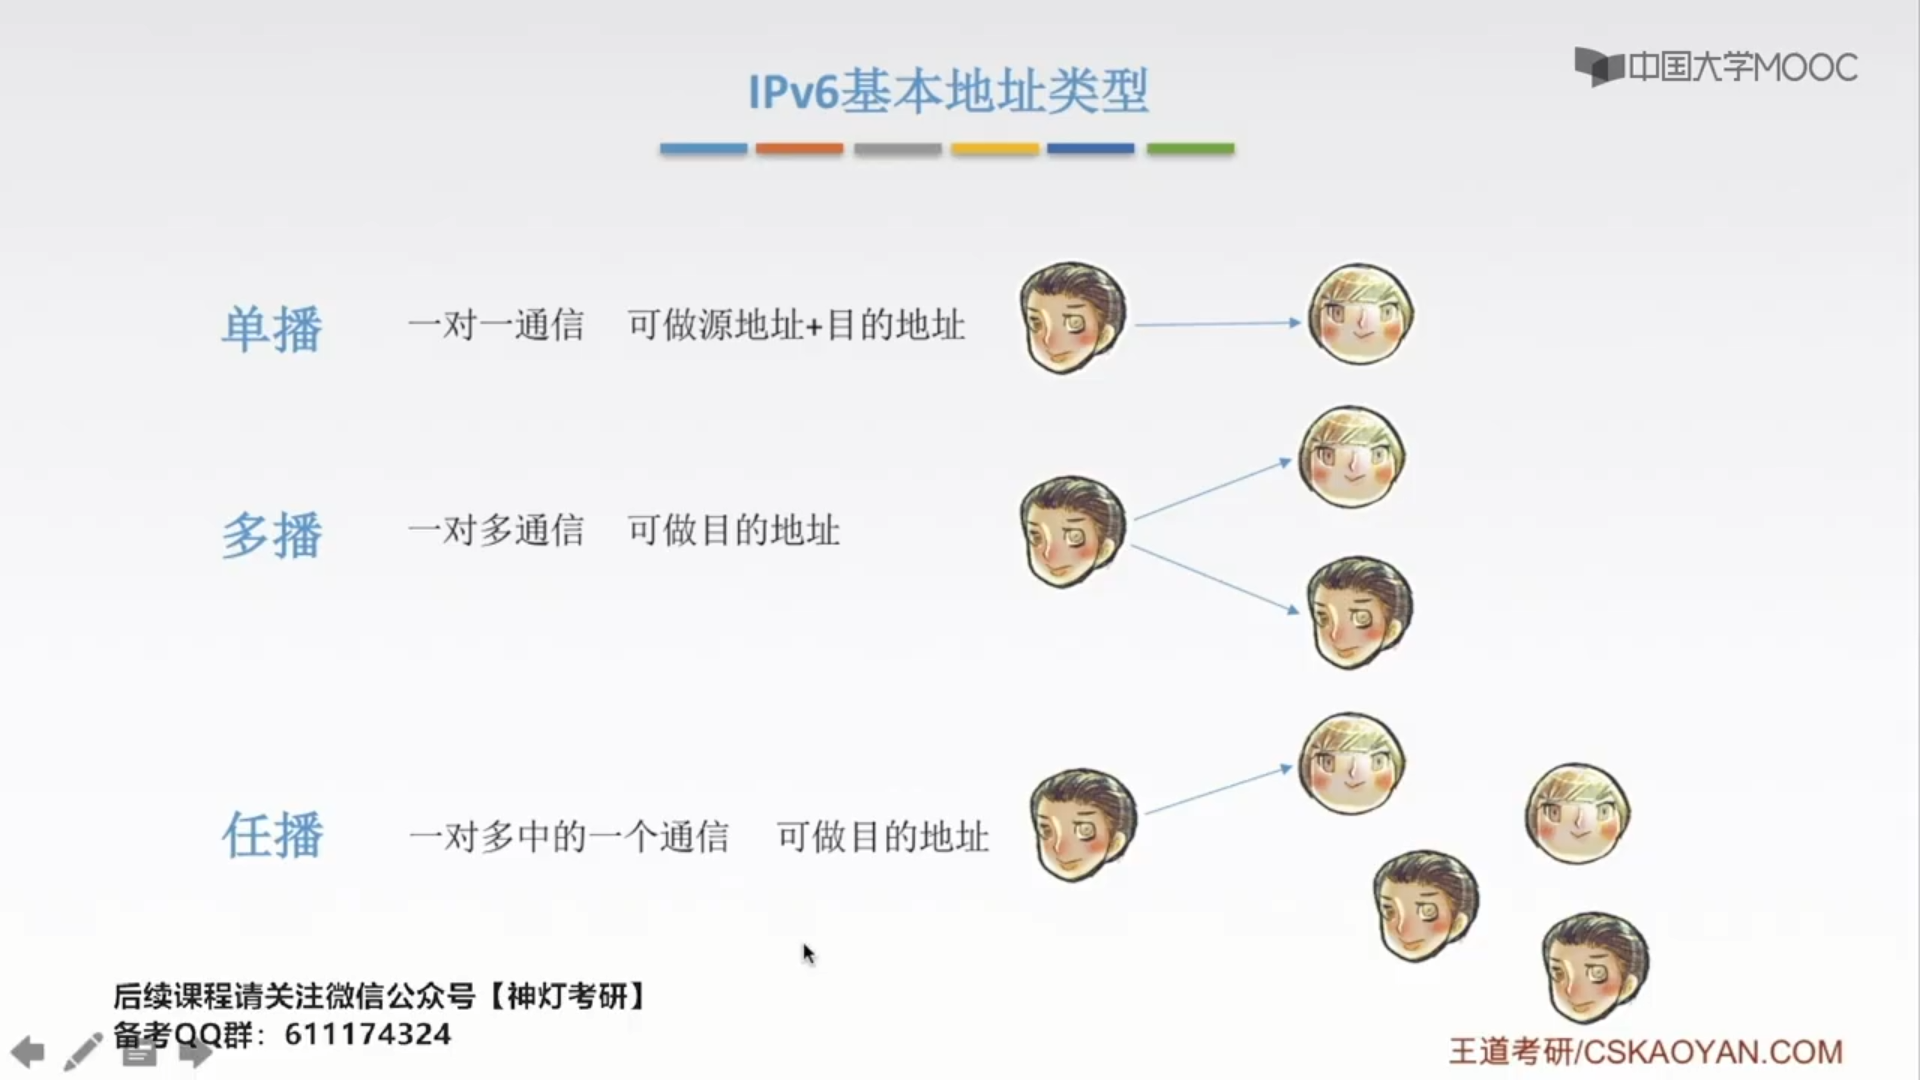 中国大学MOOC
IPv6基本地址类型
单播 一对一通信 可做源地址+目的地址
多播 一对多通信 可做目的地址
任播 一对多中的一个通信 可做目的地址
后续课程请关注微信公众号【神灯考研】
备考QQ群：611174324
王道考研/CSKAOYAN.COM